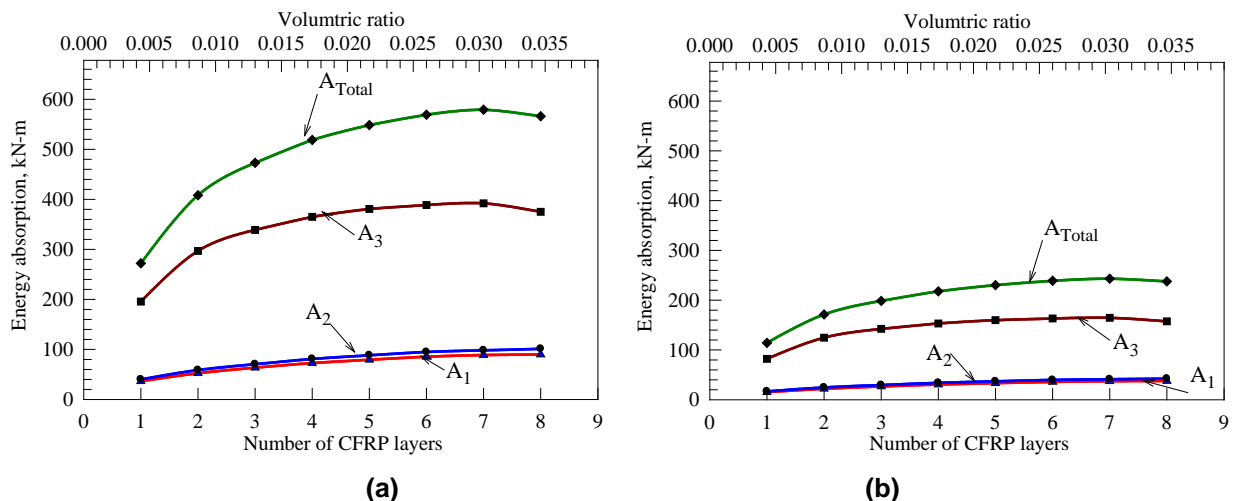 Volumtric ratio
0.000 0.005 0.010 0.015 0.020 0.025 0.030 0.035
600
500
400
300
200
100
0
Energy absorption, kN-m
A_Total
A_3
A_2
A_1
0 1 2 3 4 5 6 7 8 9
Number of CFRP layers
(a)
Volumtric ratio
0.000 0.005 0.010 0.015 0.020 0.025 0.030 0.035
600
500
400
300
200
100
0
Energy absorption, kN-m
A_Total
A_3
A_2
A_1
0 1 2 3 4 5 6 7 8 9
Number of CFRP layers
(b)